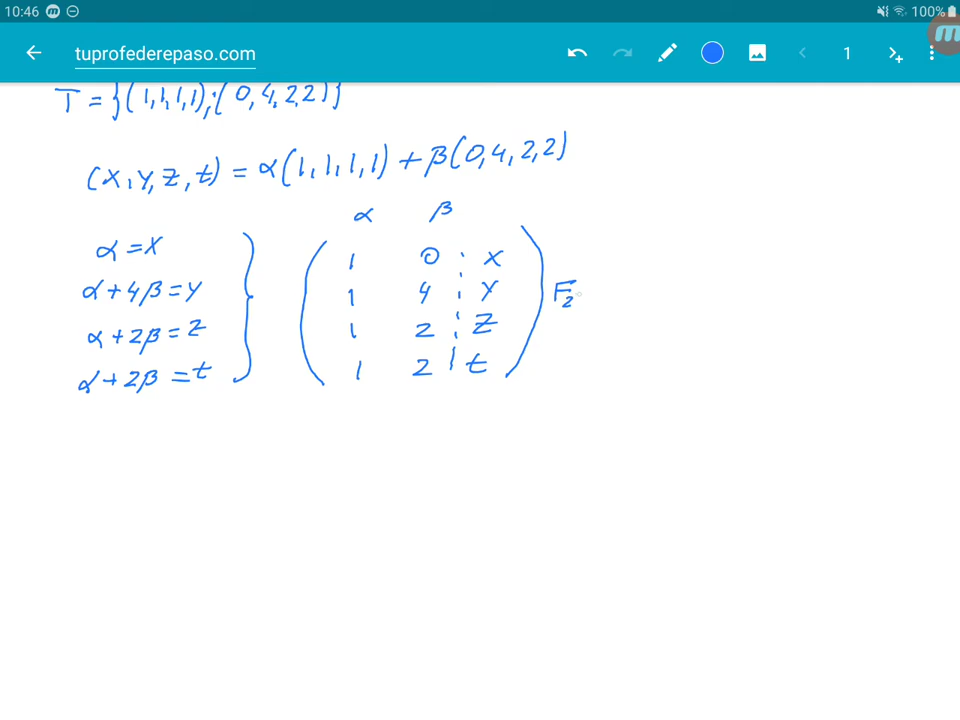 10:46 100%
tuprofederepaso.com 1
T = {(1,1,1,1);(0,4,2,2)}
(x,y,z,t) = α(1,1,1,1) + β(0,4,2,2)
α β
α = x 1 0 x
α + 4β = y 1 4 y F₂
α + 2β = z 1 2 z
α + 2β = t 1 2 t